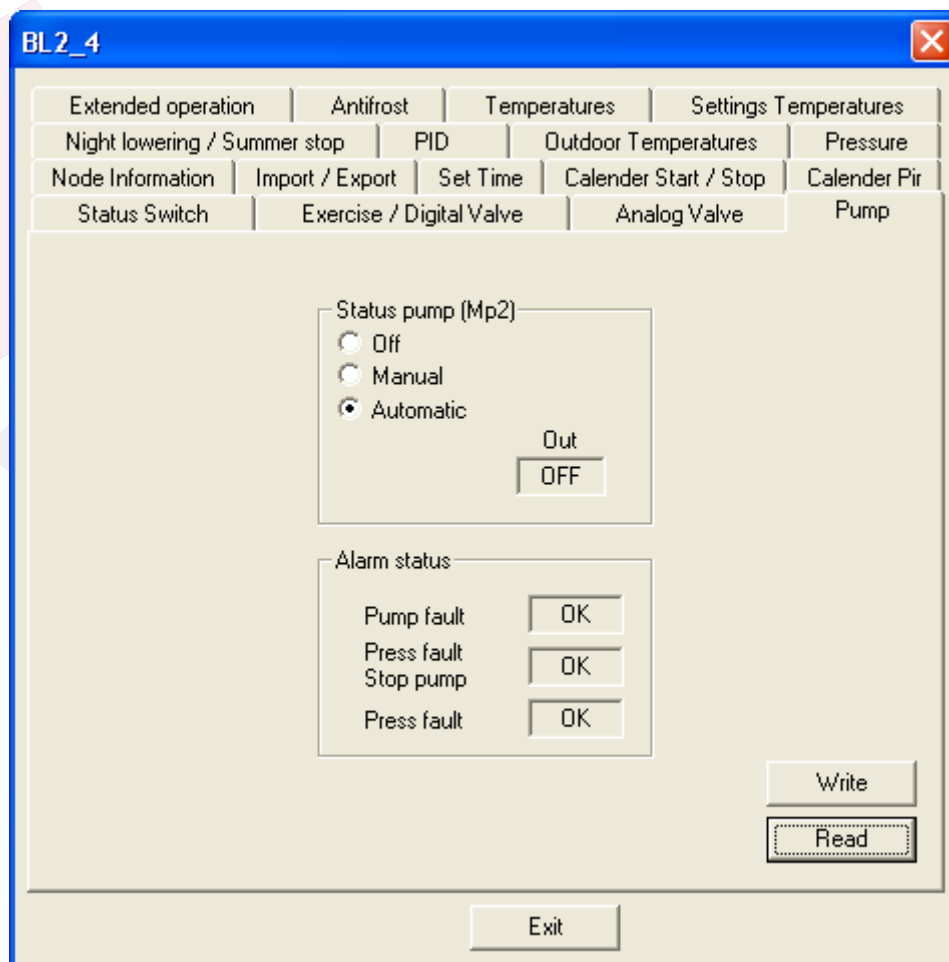 BL2_4
Extended operation Antifrost Temperatures Settings Temperatures
Night lowering / Summer stop PID Outdoor Temperatures Pressure
Node Information Import / Export Set Time Calender Start / Stop Calender Pir
Status Switch Exercise / Digital Valve Analog Valve Pump
Status pump (Mp2)
Off
Manual
Automatic
Out
OFF
Alarm status
Pump fault OK
Press fault
Stop pump OK
Press fault OK
Write
Read
Exit